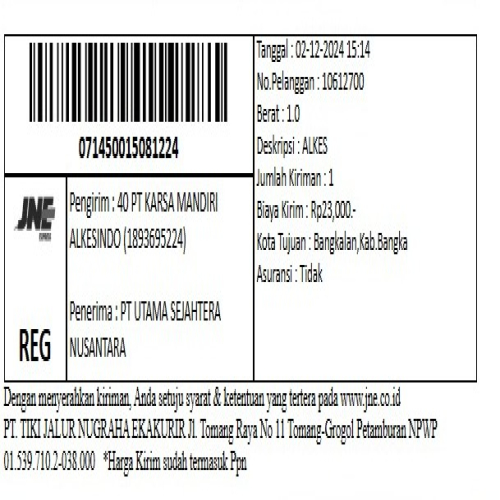 071450015081224
JNE
EXPRESS
REG
Pengirim : 40 PT KARSA MANDIRI
ALKESINDO (1893695224)
Penerima : PT UTAMA SEJAHTERA
NUSANTARA
Tanggal : 02-12-2024 15:14
No.Pelanggan : 10612700
Berat : 1.0
Deskripsi : ALKES
Jumlah Kiriman : 1
Biaya Kirim : Rp23,000.-
Kota Tujuan : Bangkalan,Kab.Bangka
Asuransi : Tidak
Dengan menyerahkan kiriman, Anda setuju syarat & ketentuan yang tertera pada www.jne.co.id
PT. TIKI JALUR NUGRAHA EKAKURIR Jl. Tomang Raya No 11 Tomang-Grogol Petamburan NPWP
01.539.710.2-038.000 *Harga Kirim sudah termasuk Ppn